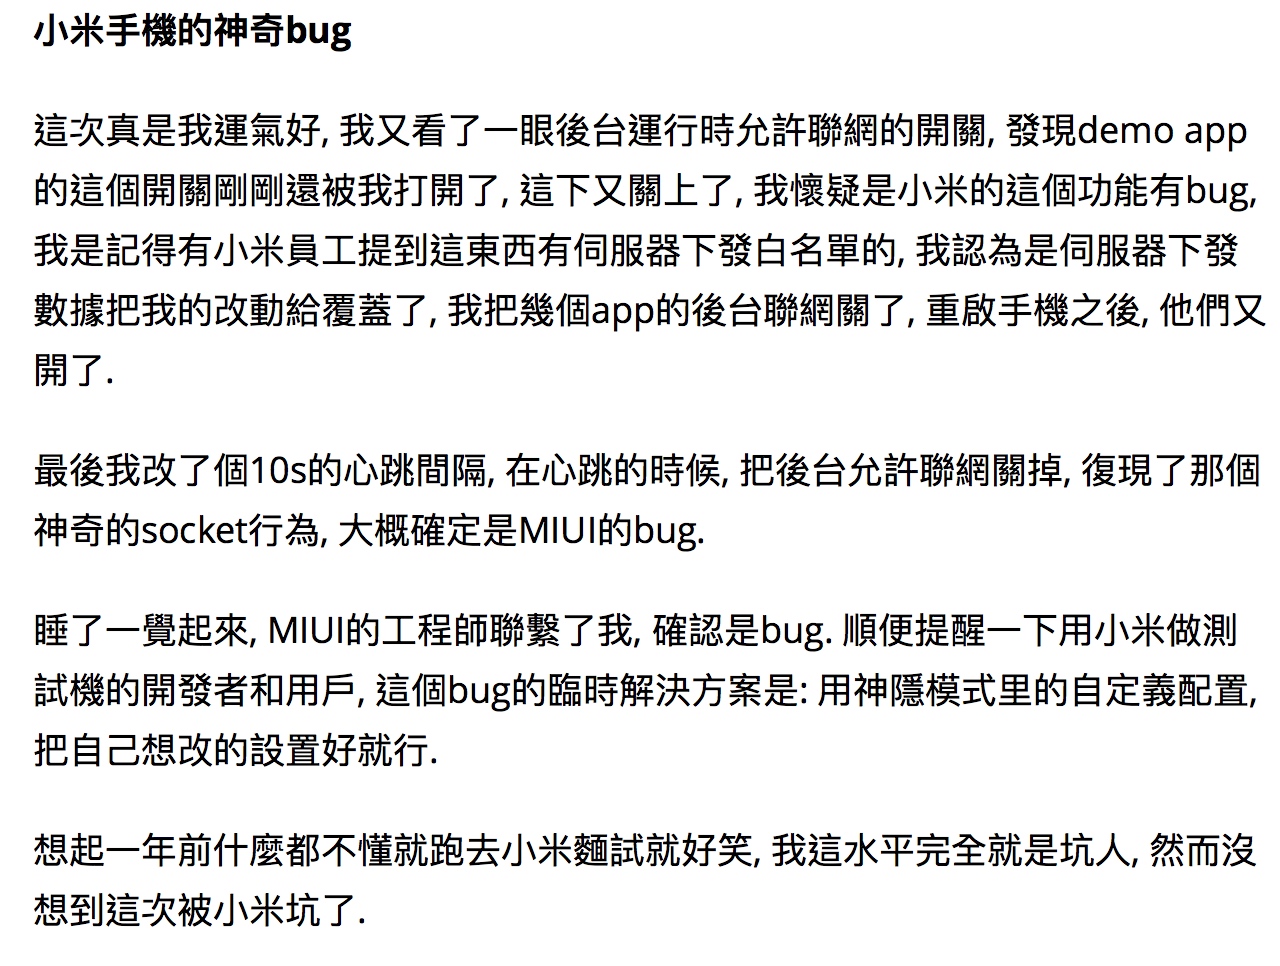 小米手機的神奇bug
這次真是我運氣好, 我又看了一眼後台運行時允許聯網的開關, 發現demo app
的這個開關剛剛還被我打開了, 這下又關上了, 我懷疑是小米的這個功能有bug,
我是記得有小米員工提到這東西有伺服器下發白名單的, 我認為是伺服器下發
數據把我的改動給覆蓋了, 我把幾個app的後台聯網關了, 重啟手機之後, 他們又
開了.
最後我改了個10s的心跳間隔, 在心跳的時候, 把後台允許聯網關掉, 復現了那個
神奇的socket行為, 大概確定是MIUI的bug.
睡了一覺起來, MIUI的工程師聯繫了我, 確認是bug. 順便提醒一下用小米做測
試機的開發者和用戶, 這個bug的臨時解決方案是: 用神隱模式里的自定義配置,
把自己想改的設置好就行.
想起一年前什麼都不懂就跑去小米麵試就好笑, 我這水平完全就是坑人, 然而沒
想到這次被小米坑了.